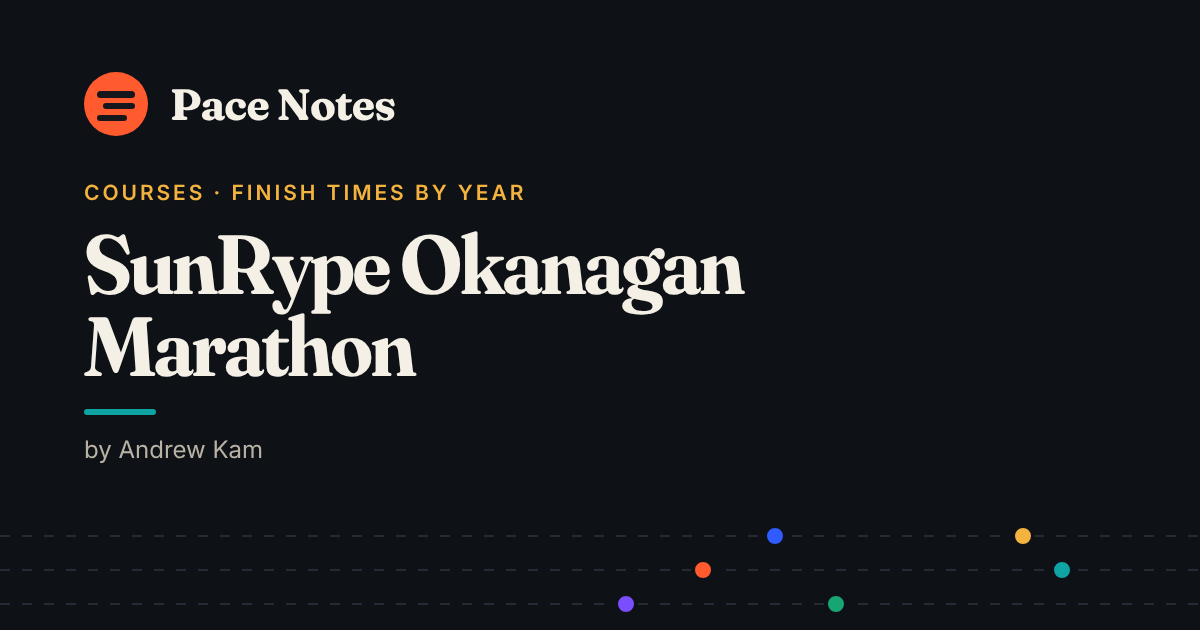 Pace Notes
COURSES · FINISH TIMES BY YEAR
SunRype Okanagan
Marathon
by Andrew Kam